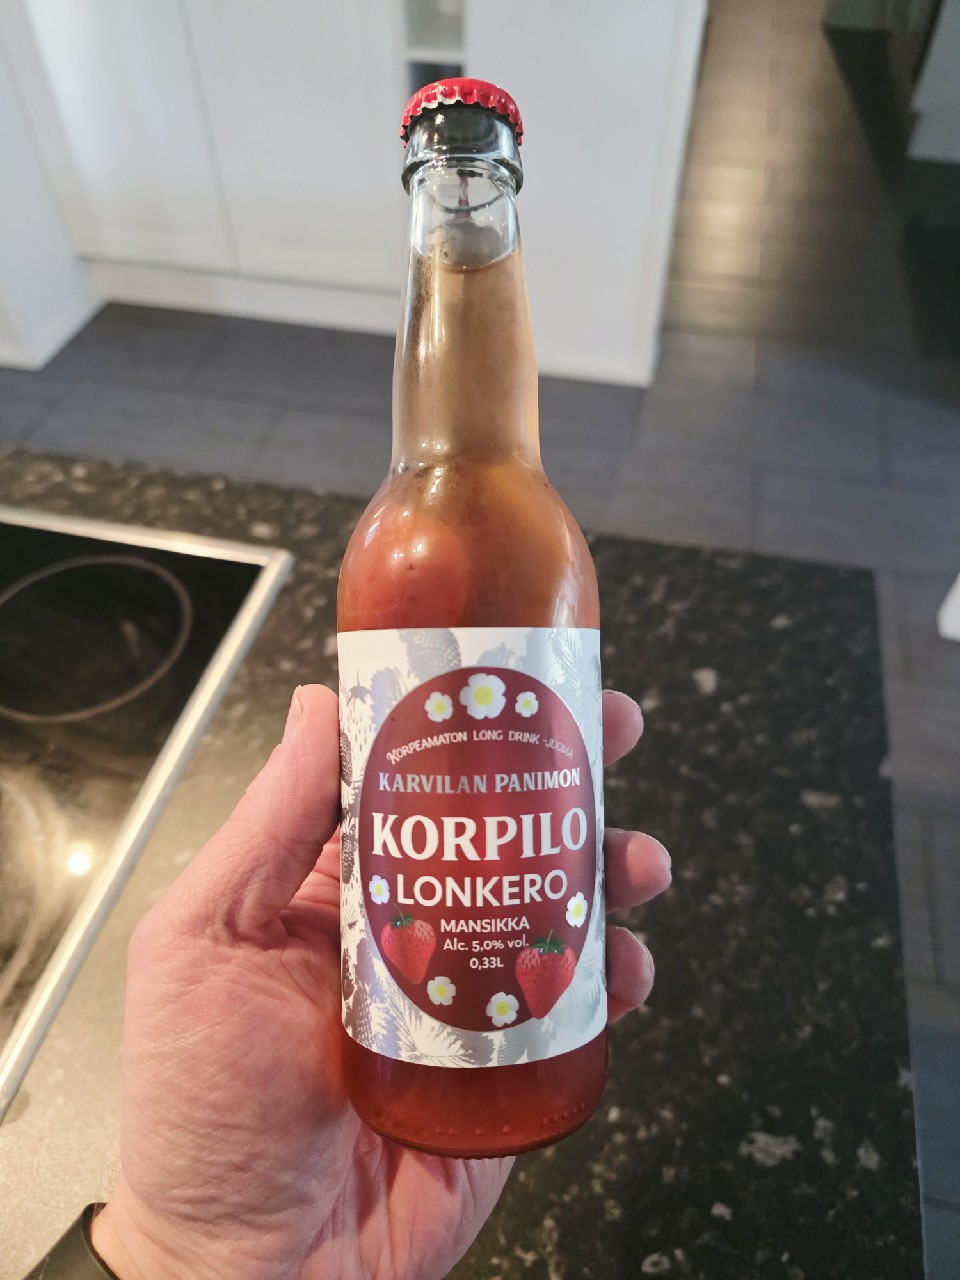 KORPEAMATON LONG DRINK -JUOMA
KARVILAN PANIMON
KORPILO
LONKERO
MANSIKKA
Alc. 5,0% vol.
0,33L